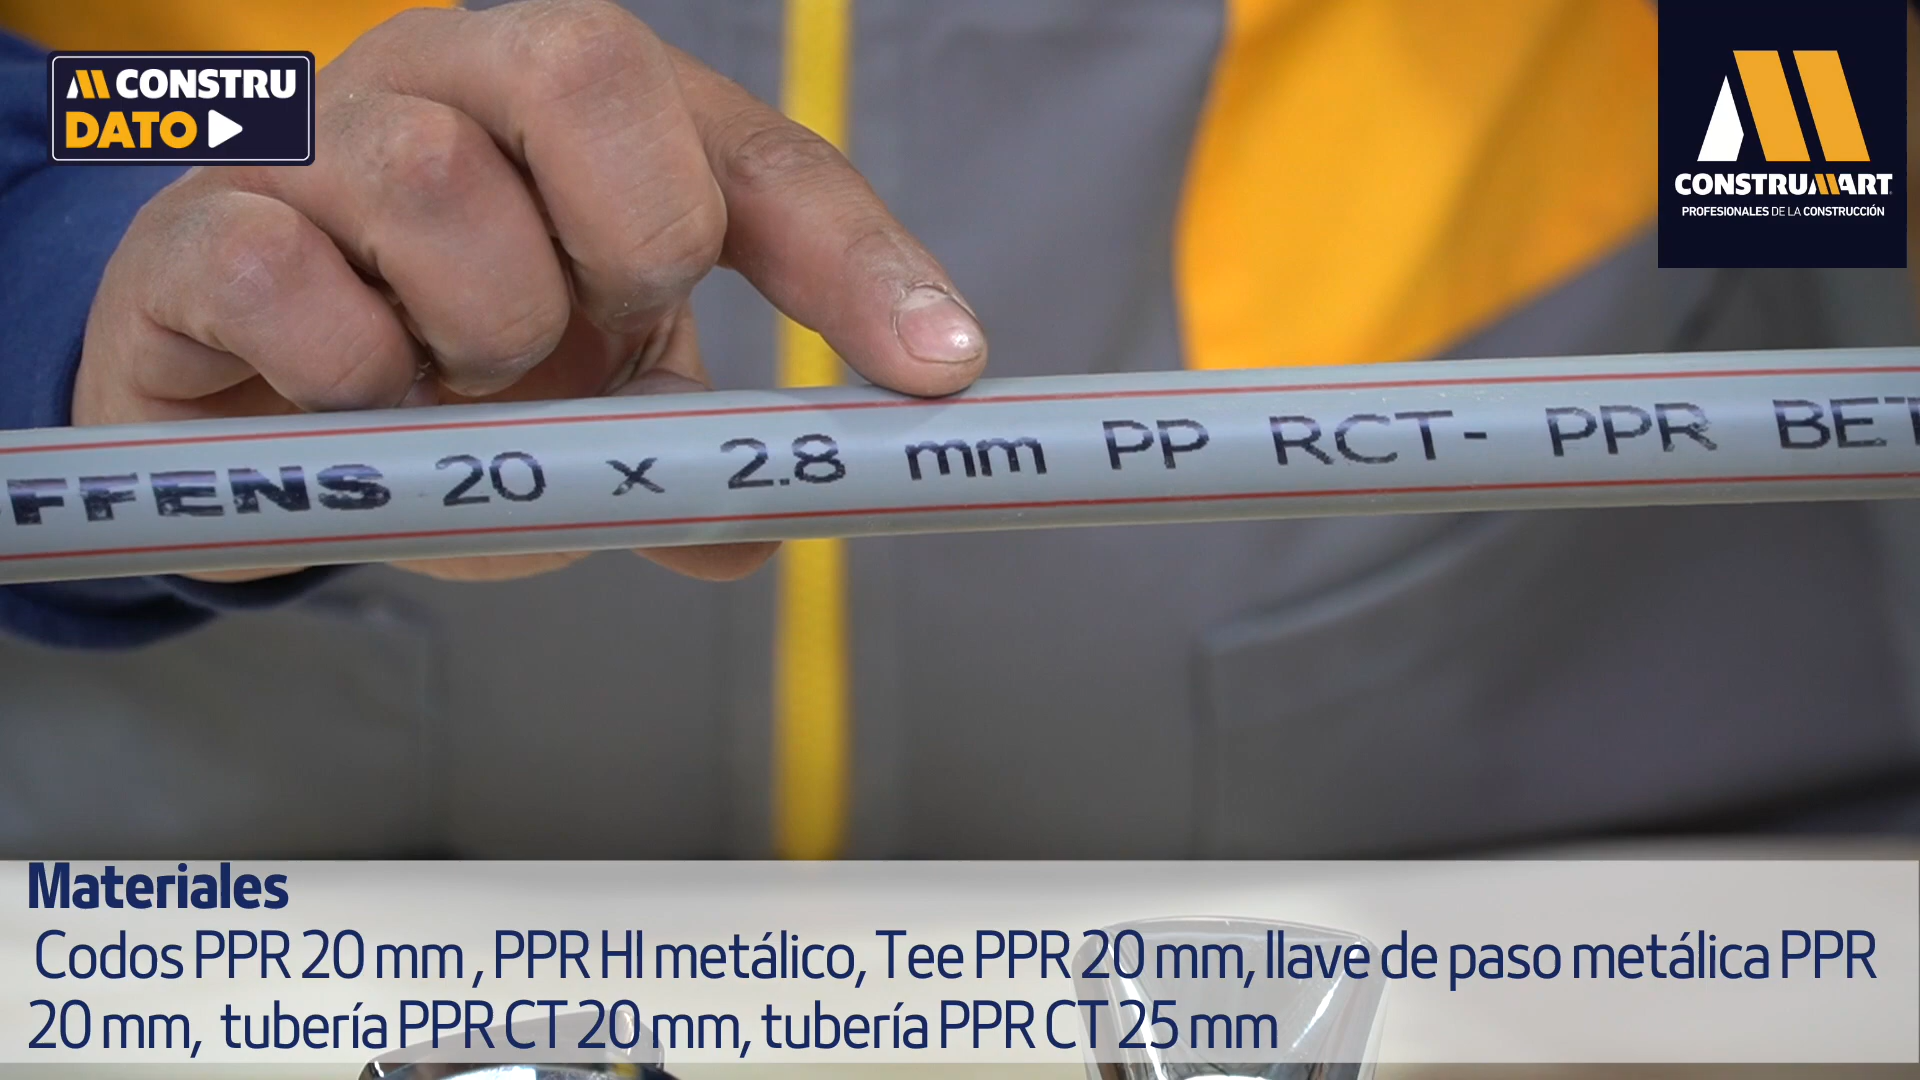 CONSTRU
DATO
CONSTRUMART
PROFESIONALES DE LA CONSTRUCCIÓN
FFENS 20 x 2.8 mm PP RCT- PPR BET
Materiales
Codos PPR 20 mm , PPR HI metálico, Tee PPR 20 mm, llave de paso metálica PPR
20 mm, tubería PPR CT 20 mm, tubería PPR CT 25 mm